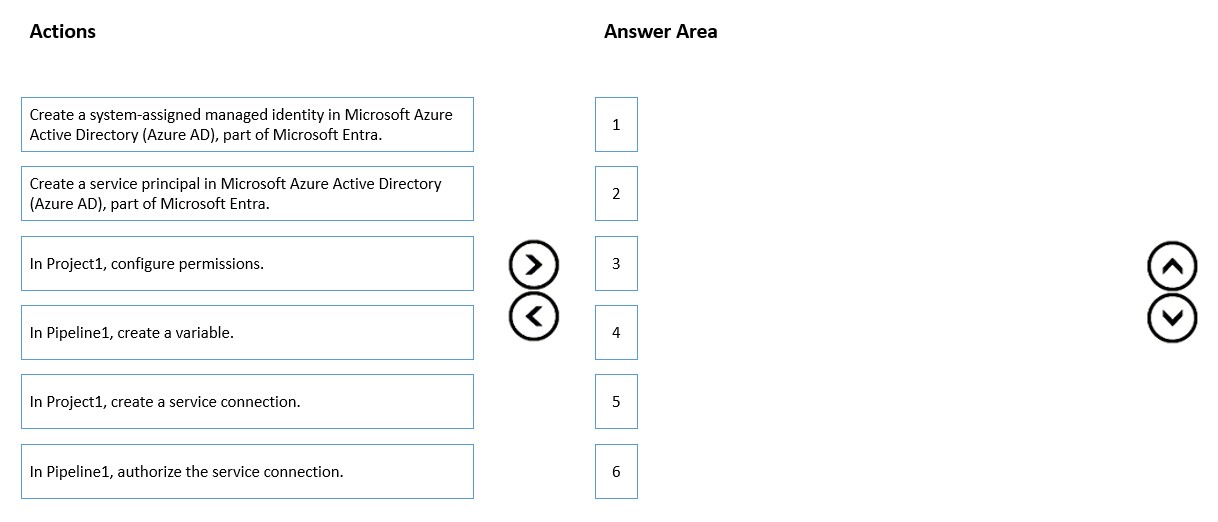 Actions
Answer Area
Create a system-assigned managed identity in Microsoft Azure
Active Directory (Azure AD), part of Microsoft Entra.
1
Create a service principal in Microsoft Azure Active Directory
(Azure AD), part of Microsoft Entra.
2
In Project1, configure permissions.
3
In Pipeline1, create a variable.
4
In Project1, create a service connection.
5
In Pipeline1, authorize the service connection.
6